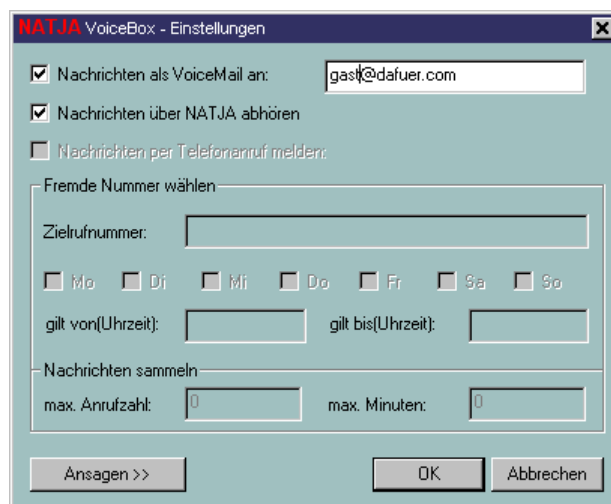 NATJA VoiceBox - Einstellungen
Nachrichten als VoiceMail an: gast@dafuer.com
Nachrichten über NATJA abhören
Nachrichten per Telefonanruf melden:
Fremde Nummer wählen
Zielrufnummer:
Mo Di Mi Do Fr Sa So
gilt von(Uhrzeit): gilt bis(Uhrzeit):
Nachrichten sammeln
max. Anrufzahl: 0 max. Minuten: 0
Ansagen >> OK Abbrechen